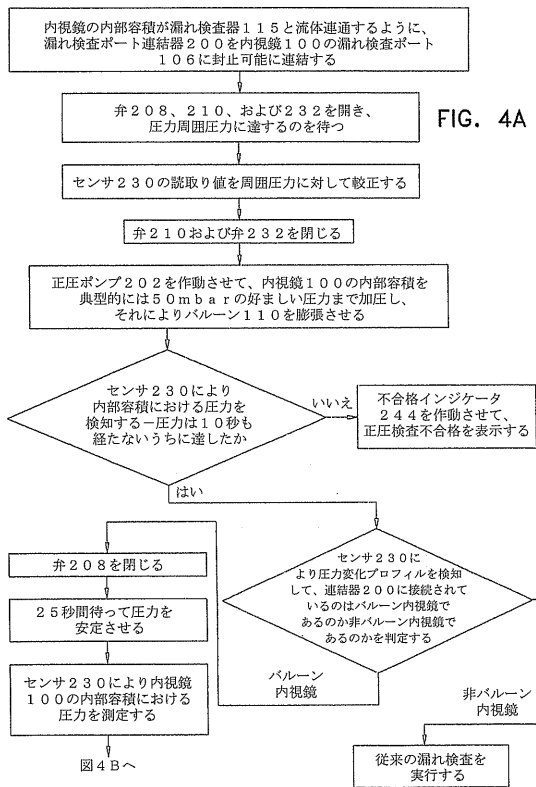 内視鏡の内部容積が漏れ検査器１１５と流体連通するように、
漏れ検査ポート連結器２００を内視鏡１００の漏れ検査ポート
１０６に封止可能に連結する
弁２０８、２１０、および２３２を開き、
圧力周囲圧力に達するのを待つ
FIG. 4A
センサ２３０の読取り値を周囲圧力に対して較正する
弁２１０および弁２３２を閉じる
正圧ポンプ２０２を作動させて、内視鏡１００の内部容積を
典型的には５０ｍｂａｒの好ましい圧力まで加圧し、
それによりバルーン１１０を膨張させる
センサ２３０により
内部容積における圧力を
検知する－圧力は１０秒も
経たないうちに達したか
いいえ
不合格インジケータ
２４４を作動させて、
正圧検査不合格を表示する
はい
センサ２３０に
より圧力変化プロフィルを検知
して、連結器２００に接続されて
いるのはバルーン内視鏡で
あるのか非バルーン内視鏡で
あるのかを判定する
弁２０８を閉じる
２５秒間待って圧力を
安定させる
センサ２３０により内視鏡
１００の内部容積における
圧力を測定する
図４Ｂへ
バルーン
内視鏡
非バルーン
内視鏡
従来の漏れ検査を
実行する